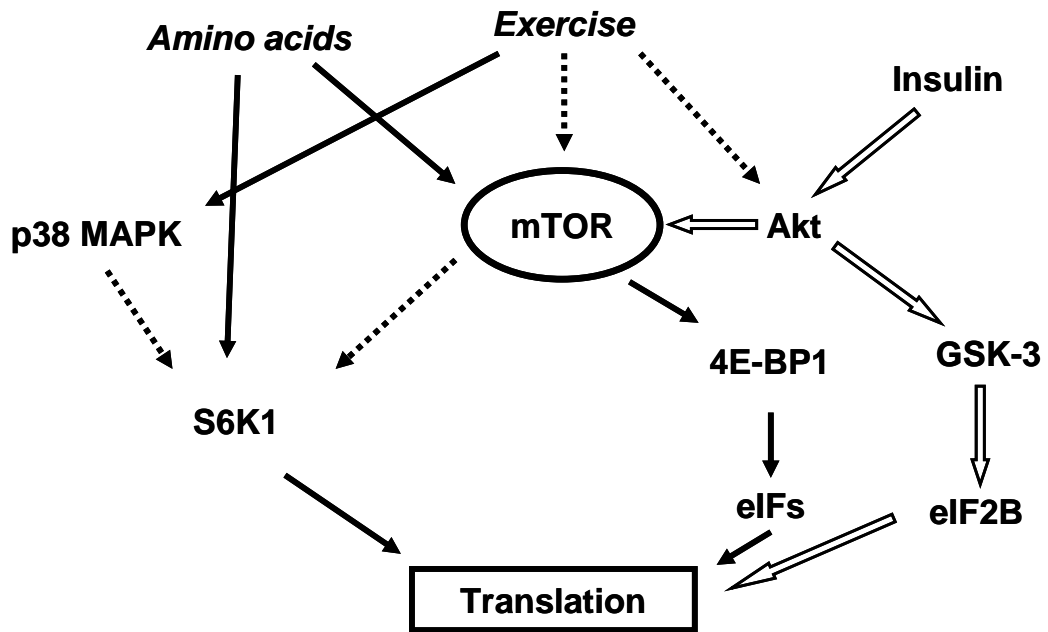 Amino acids
Exercise
Insulin
p38 MAPK
mTOR
Akt
4E-BP1
GSK-3
S6K1
eIFs
eIF2B
Translation